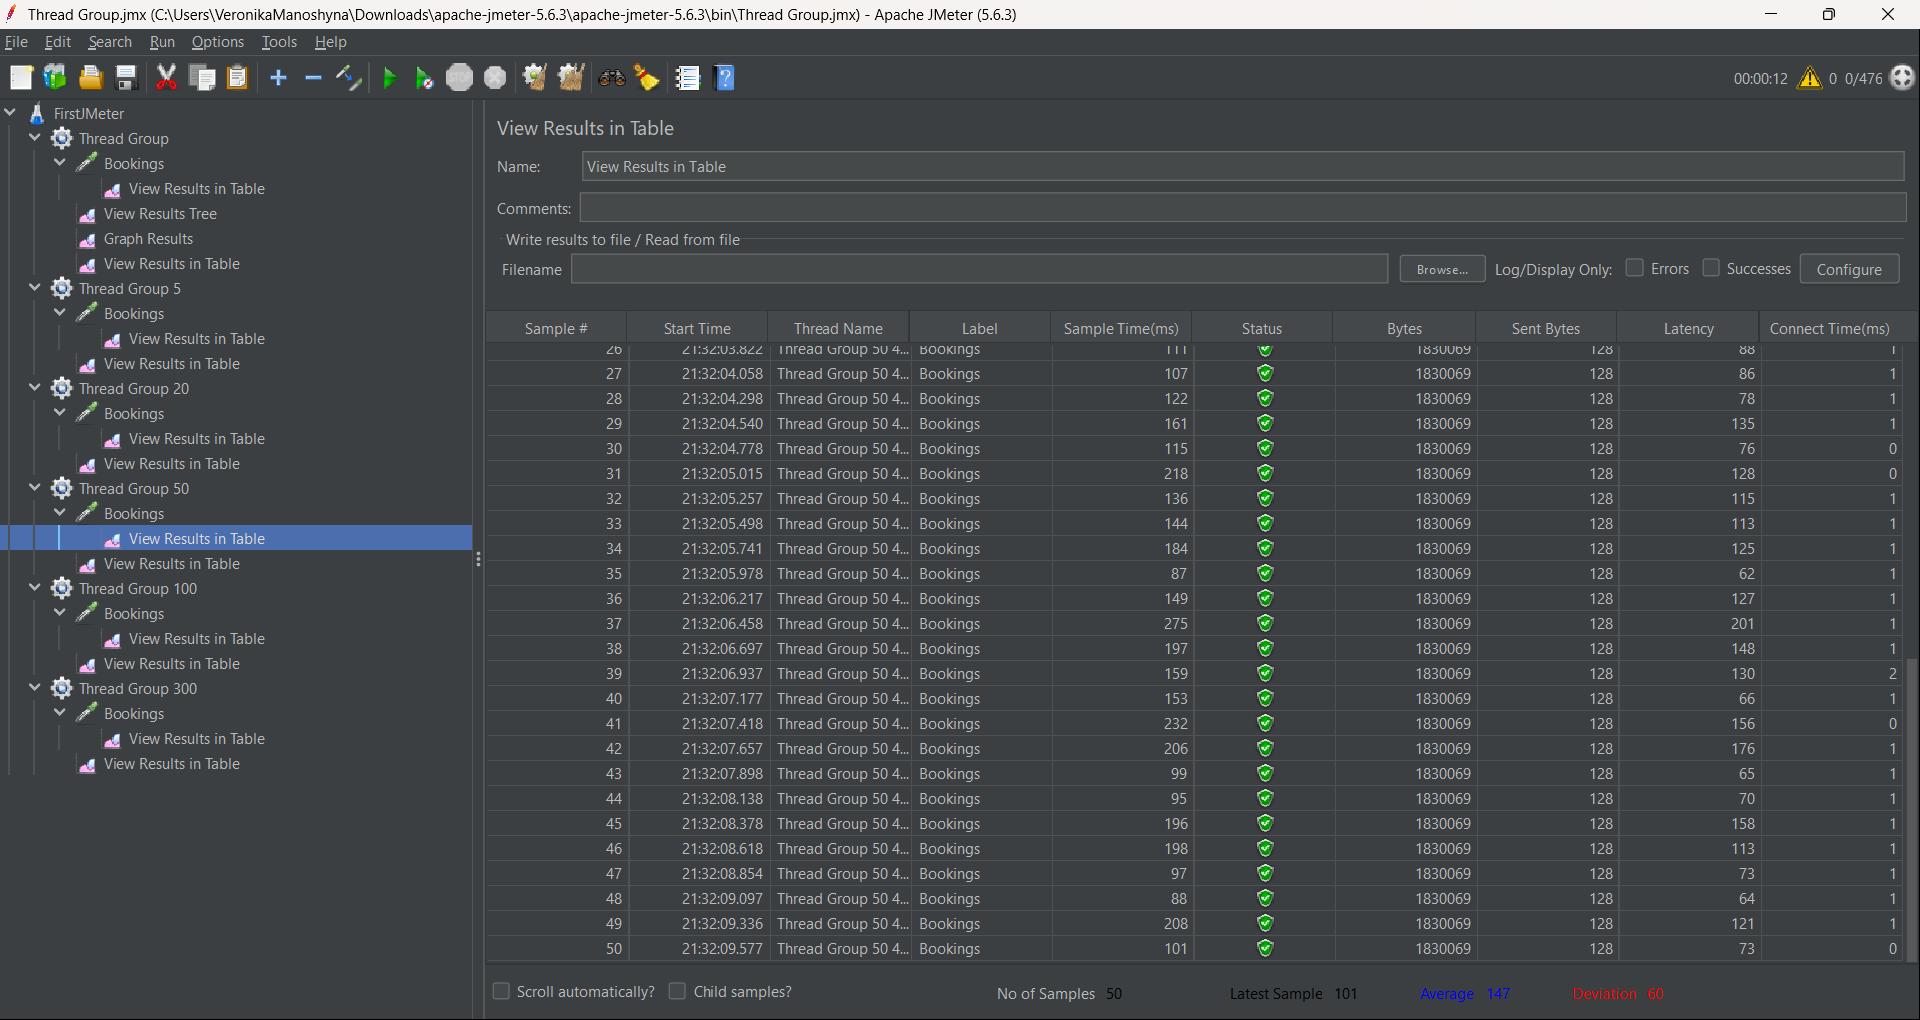 Thread Group.jmx (C:\Users\VeronikaManoshyna\Downloads\apache-jmeter-5.6.3\apache-jmeter-5.6.3\bin\Thread Group.jmx) - Apache JMeter (5.6.3)
File Edit Search Run Options Tools Help
STOP 00:00:12 0 0/476
FirstJMeter
Thread Group
Bookings
View Results in Table
View Results Tree
Graph Results
View Results in Table
Thread Group 5
Bookings
View Results in Table
View Results in Table
Thread Group 20
Bookings
View Results in Table
View Results in Table
Thread Group 50
Bookings
View Results in Table
View Results in Table
Thread Group 100
Bookings
View Results in Table
View Results in Table
Thread Group 300
Bookings
View Results in Table
View Results in Table
View Results in Table
Name: View Results in Table
Comments:
Write results to file / Read from file
Filename Browse... Log/Display Only: Errors Successes Configure
Sample # Start Time Thread Name Label Sample Time(ms) Status Bytes Sent Bytes Latency Connect Time(ms)
26 21:32:03.822 Thread Group 50 4... Bookings 111 1830069 128 88 1
27 21:32:04.058 Thread Group 50 4... Bookings 107 1830069 128 86 1
28 21:32:04.298 Thread Group 50 4... Bookings 122 1830069 128 78 1
29 21:32:04.540 Thread Group 50 4... Bookings 161 1830069 128 135 1
30 21:32:04.778 Thread Group 50 4... Bookings 115 1830069 128 76 0
31 21:32:05.015 Thread Group 50 4... Bookings 218 1830069 128 128 0
32 21:32:05.257 Thread Group 50 4... Bookings 136 1830069 128 115 1
33 21:32:05.498 Thread Group 50 4... Bookings 144 1830069 128 113 1
34 21:32:05.741 Thread Group 50 4... Bookings 184 1830069 128 125 1
35 21:32:05.978 Thread Group 50 4... Bookings 87 1830069 128 62 1
36 21:32:06.217 Thread Group 50 4... Bookings 149 1830069 128 127 1
37 21:32:06.458 Thread Group 50 4... Bookings 275 1830069 128 201 1
38 21:32:06.697 Thread Group 50 4... Bookings 197 1830069 128 148 1
39 21:32:06.937 Thread Group 50 4... Bookings 159 1830069 128 130 2
40 21:32:07.177 Thread Group 50 4... Bookings 153 1830069 128 66 1
41 21:32:07.418 Thread Group 50 4... Bookings 232 1830069 128 156 0
42 21:32:07.657 Thread Group 50 4... Bookings 206 1830069 128 176 1
43 21:32:07.898 Thread Group 50 4... Bookings 99 1830069 128 65 1
44 21:32:08.138 Thread Group 50 4... Bookings 95 1830069 128 70 1
45 21:32:08.378 Thread Group 50 4... Bookings 196 1830069 128 158 1
46 21:32:08.618 Thread Group 50 4... Bookings 198 1830069 128 113 1
47 21:32:08.854 Thread Group 50 4... Bookings 97 1830069 128 73 1
48 21:32:09.097 Thread Group 50 4... Bookings 88 1830069 128 64 1
49 21:32:09.336 Thread Group 50 4... Bookings 208 1830069 128 121 1
50 21:32:09.577 Thread Group 50 4... Bookings 101 1830069 128 73 0
Scroll automatically? Child samples? No of Samples 50 Latest Sample 101 Average 147 Deviation 60